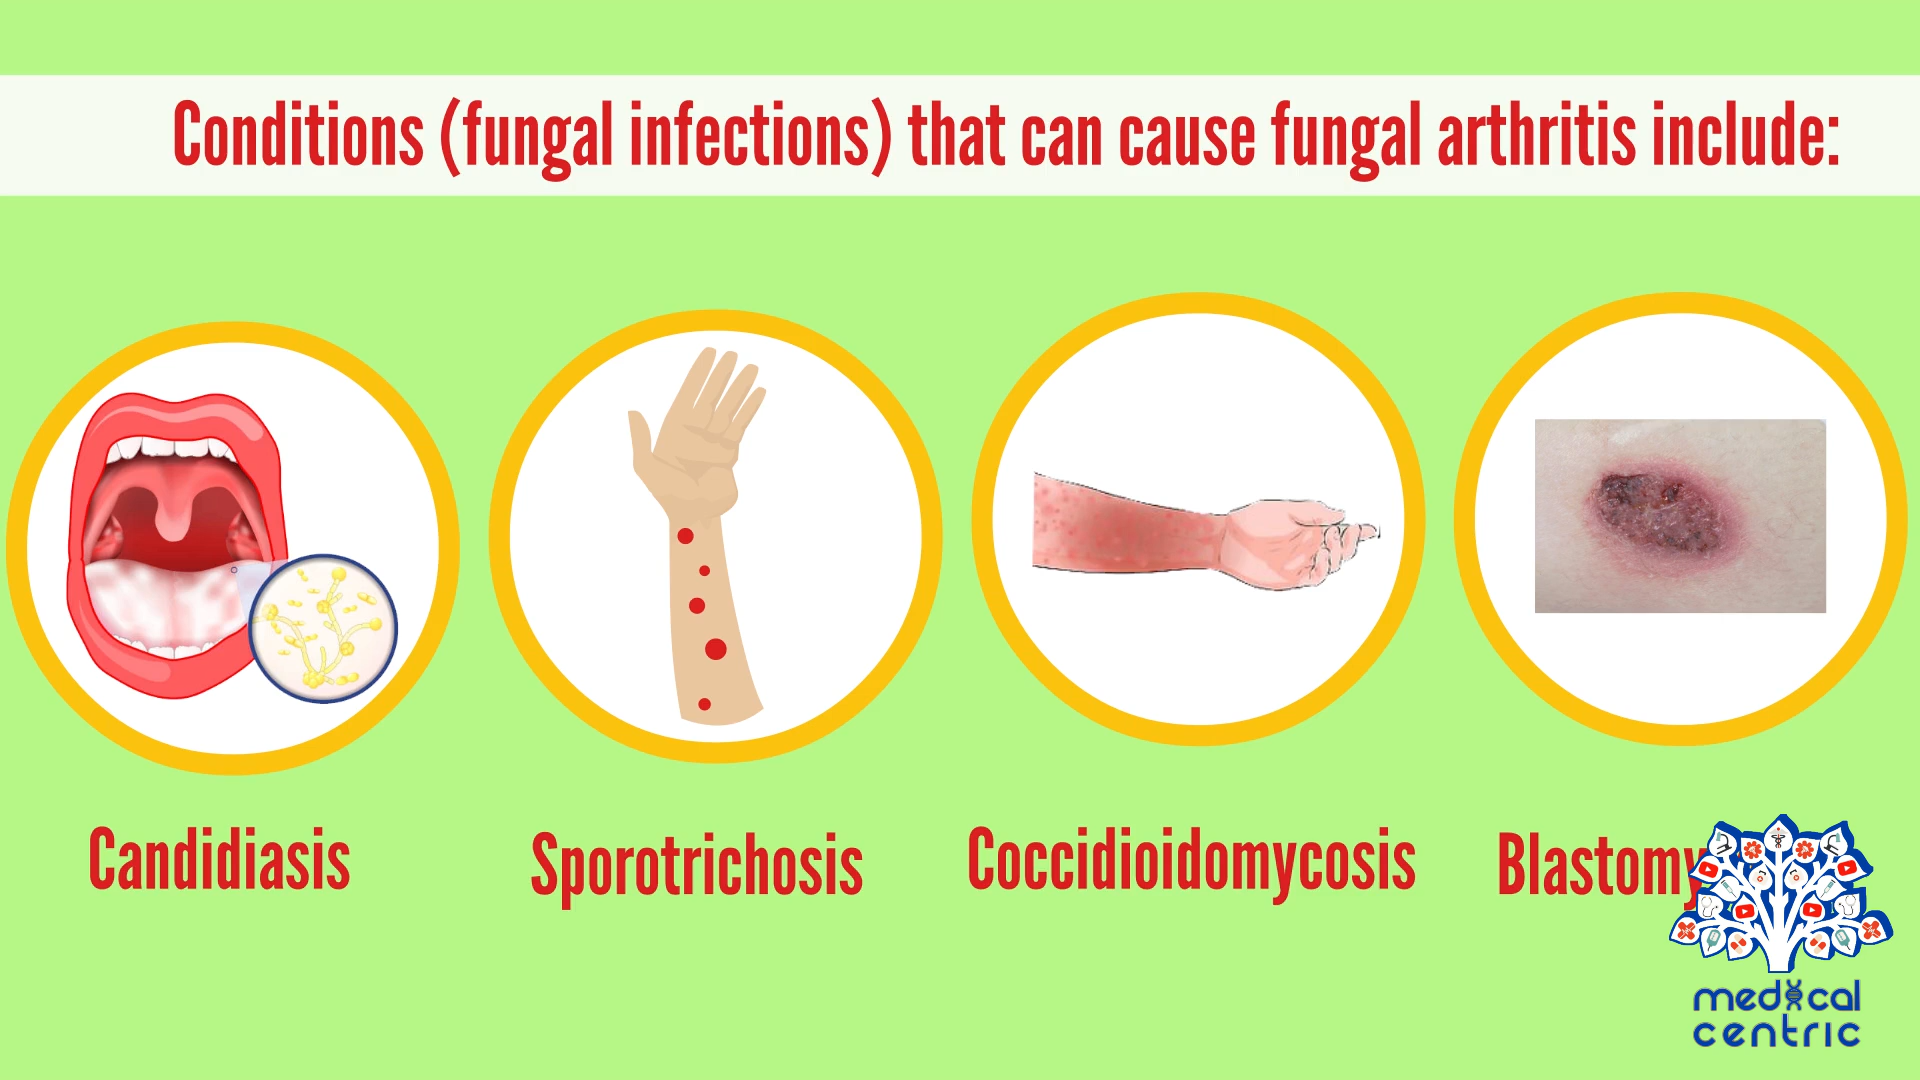 Conditions (fungal infections) that can cause fungal arthritis include:
Candidiasis
Sporotrichosis
Coccidioidomycosis
Blastomy
medical
centric